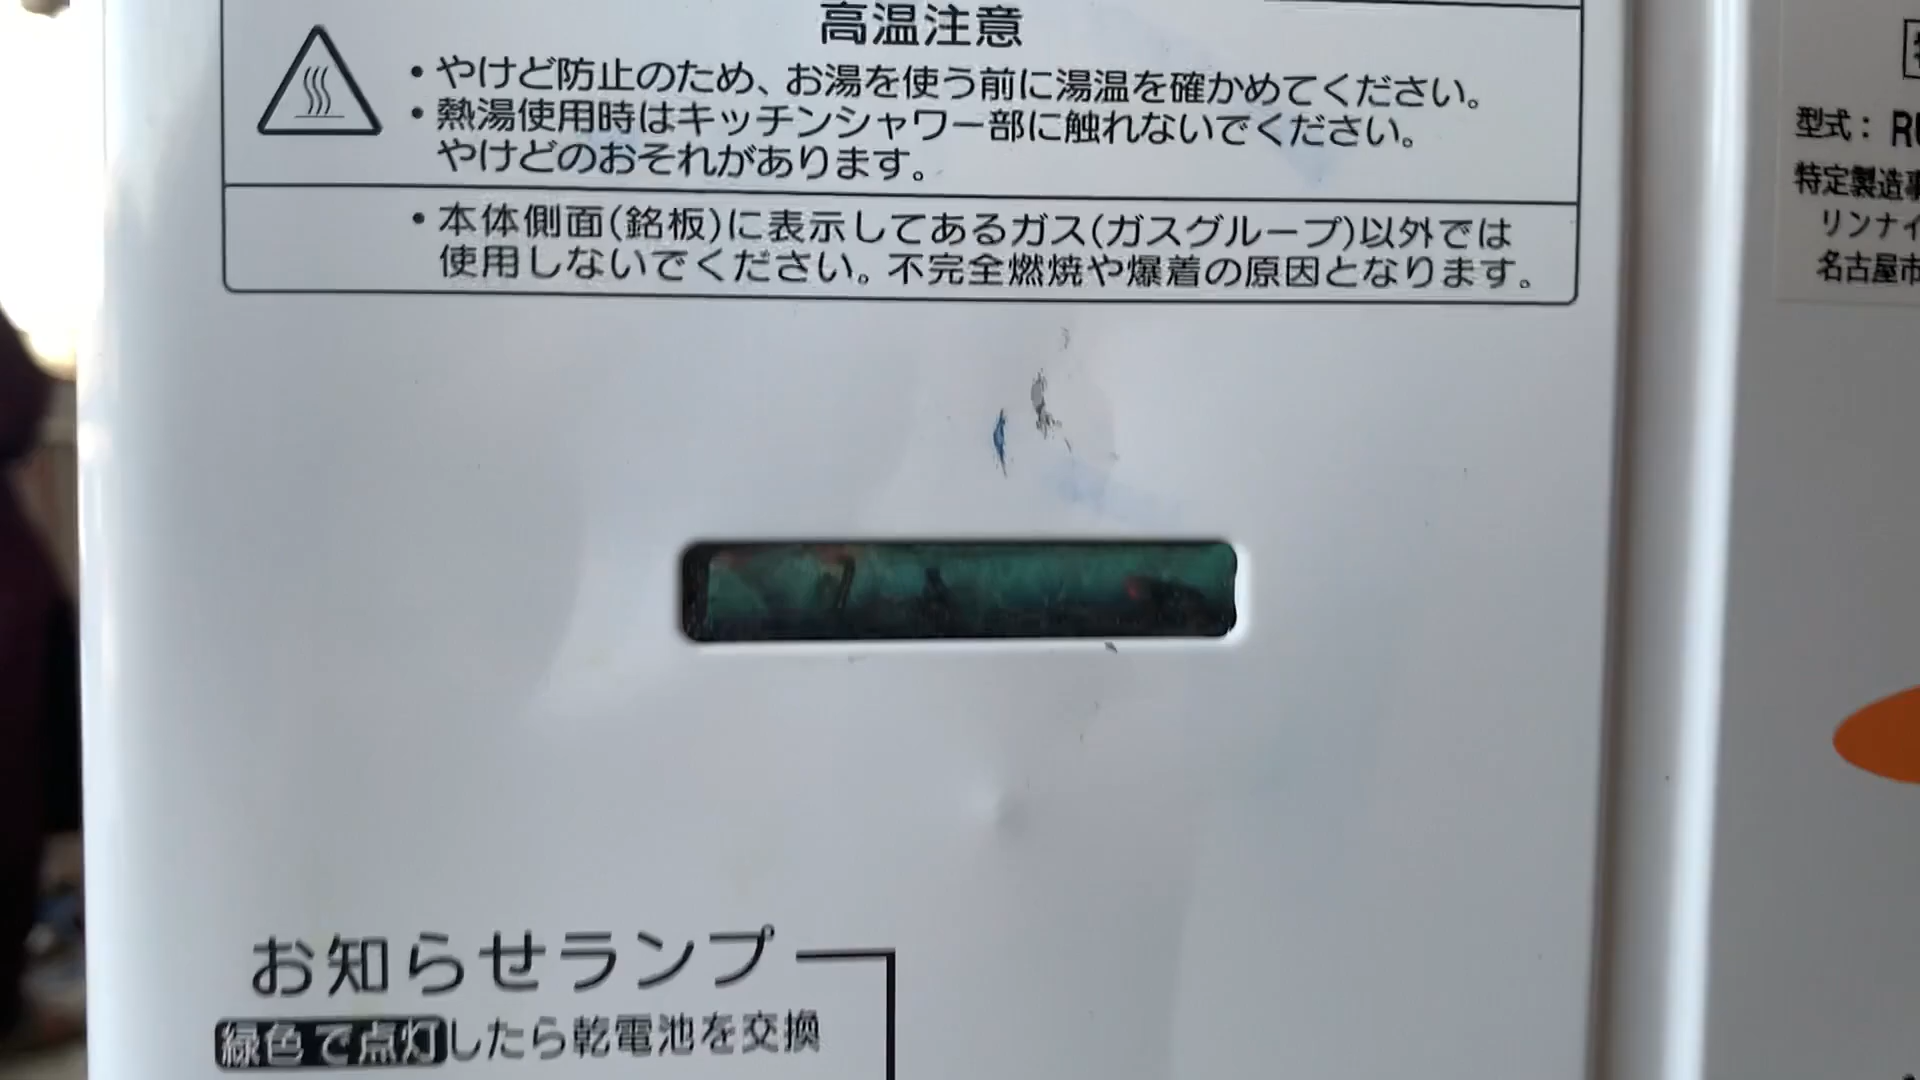 高温注意
・やけど防止のため、お湯を使う前に湯温を確かめてください。
・熱湯使用時はキッチンシャワー部に触れないでください。
やけどのおそれがあります。
・本体側面(銘板)に表示してあるガス(ガスグループ)以外では
使用しないでください。不完全燃焼や爆着の原因となります。
型式：RU
特定製造事
リンナイ
名古屋市
お知らせランプ
緑色で点灯したら乾電池を交換